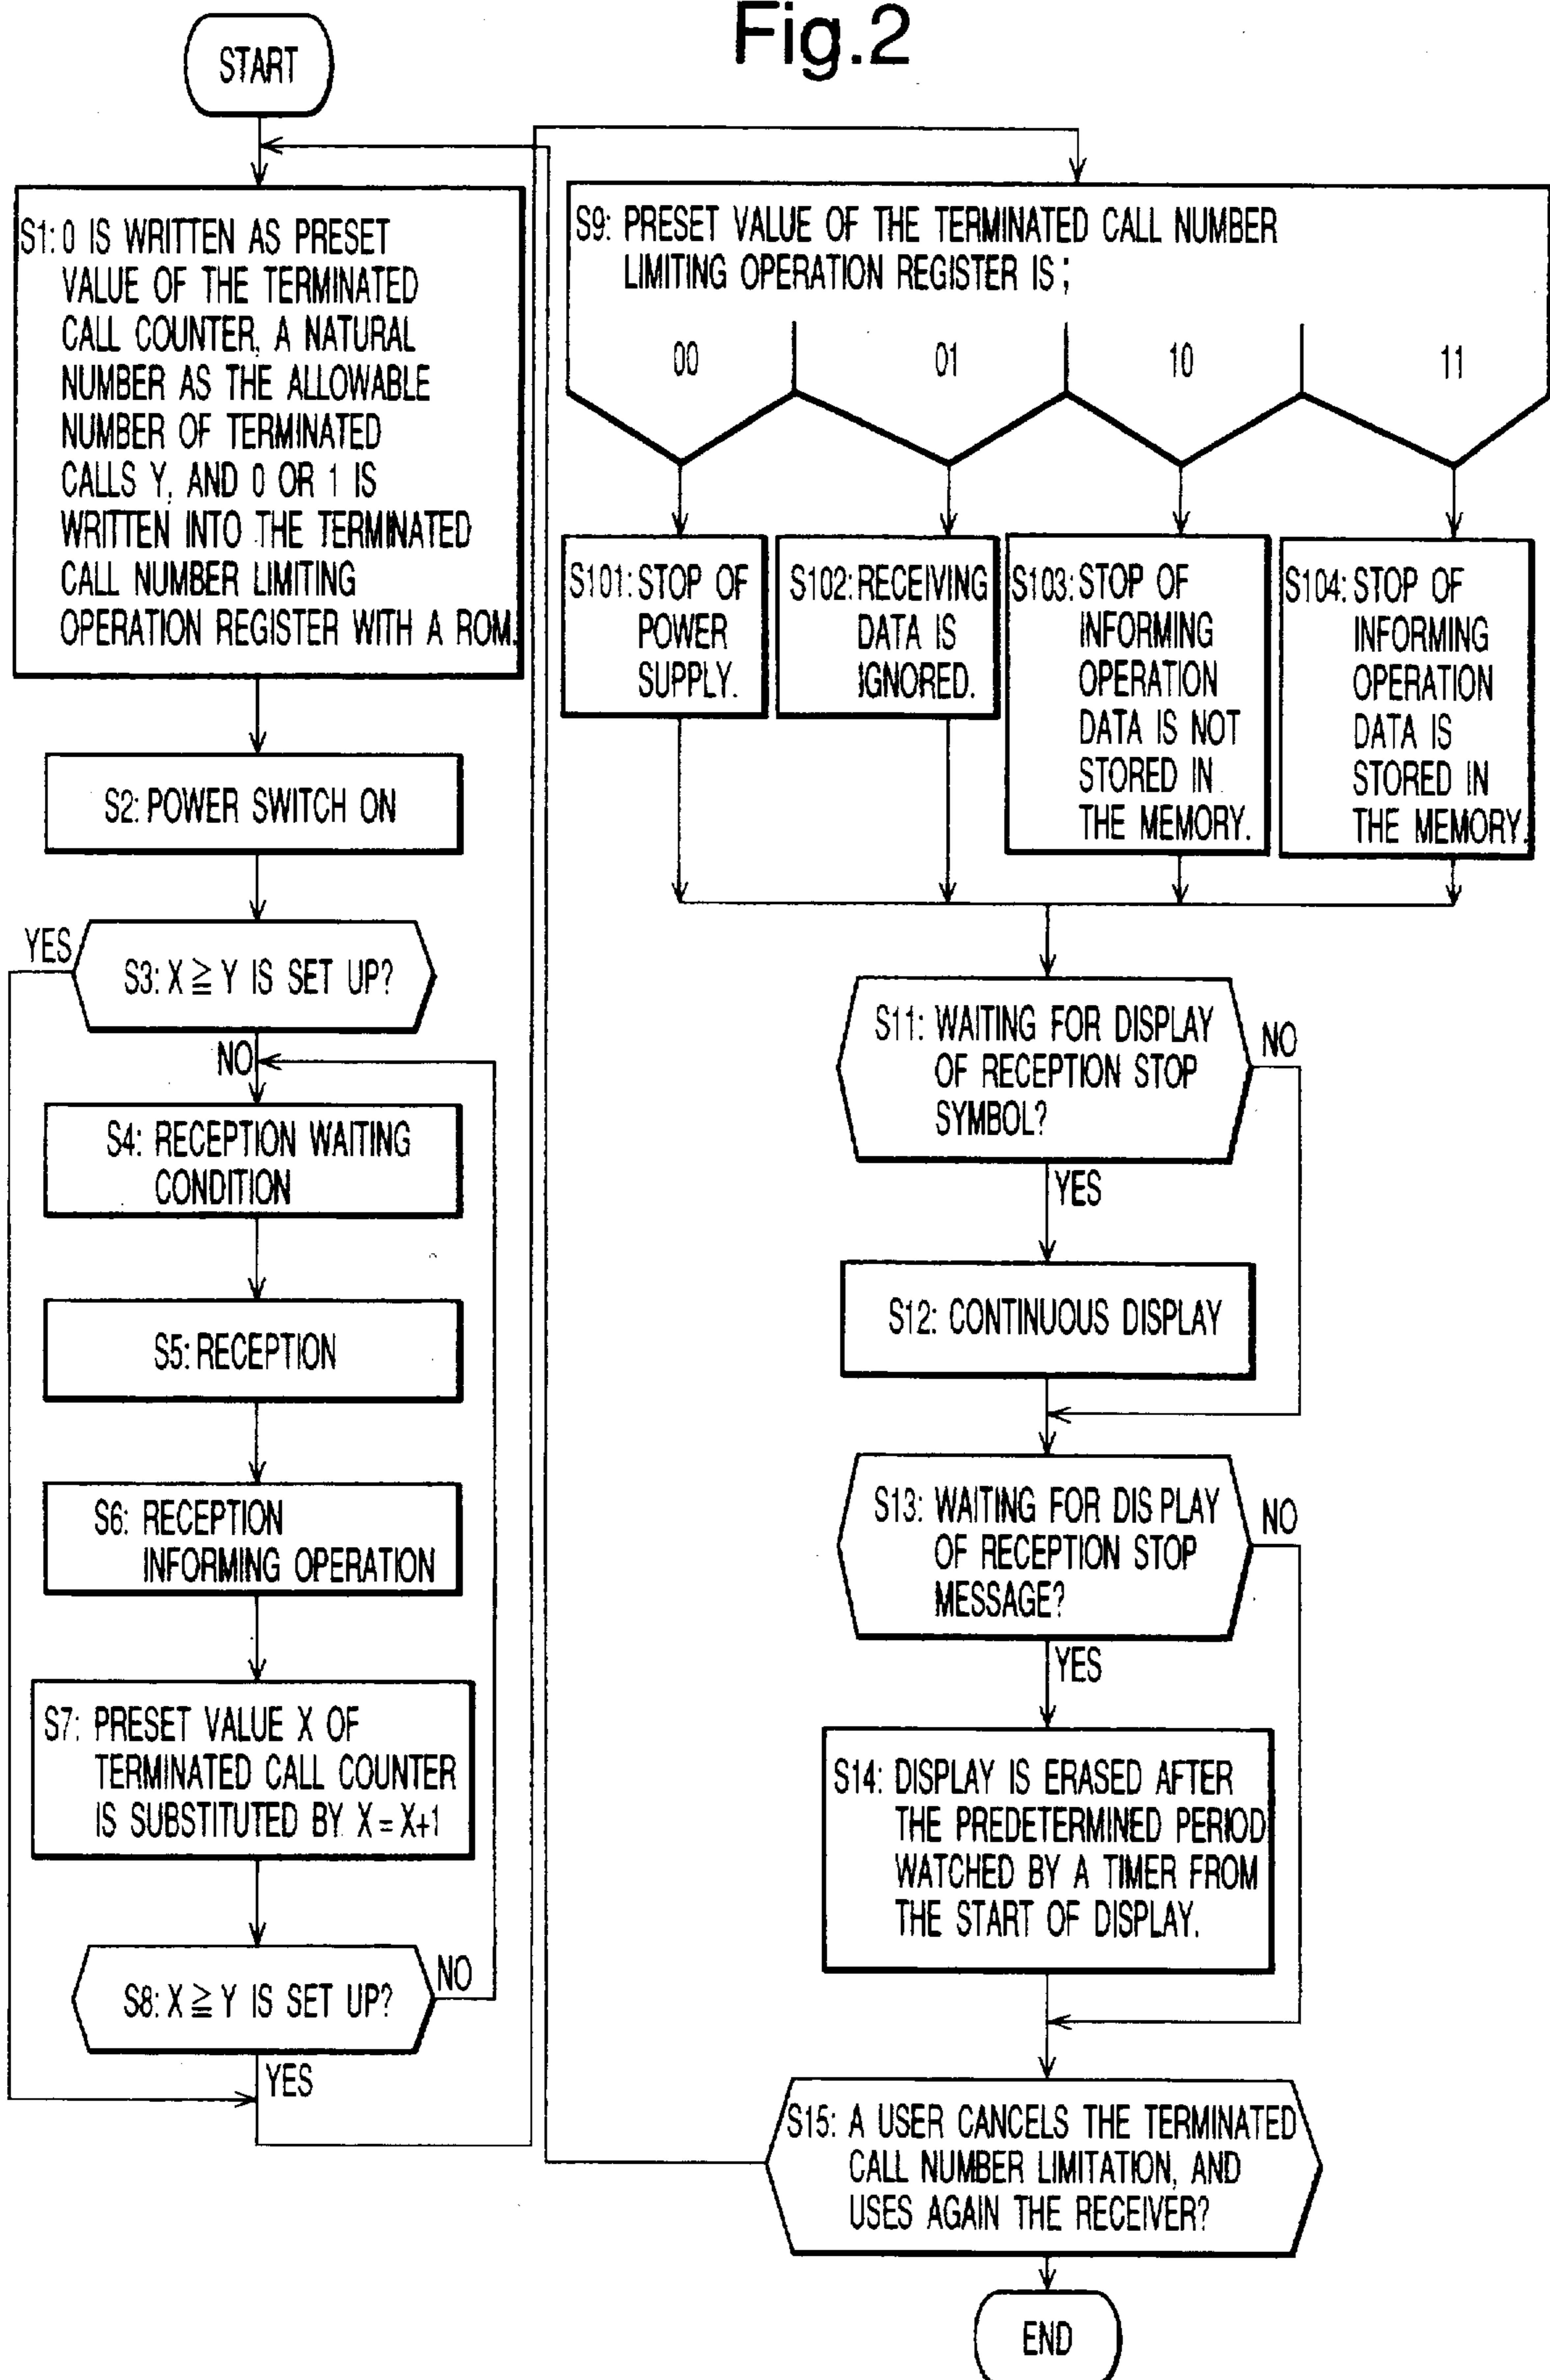 Fig.2
START
S1: 0 IS WRITTEN AS PRESET
VALUE OF THE TERMINATED
CALL COUNTER, A NATURAL
NUMBER AS THE ALLOWABLE
NUMBER OF TERMINATED
CALLS Y, AND 0 OR 1 IS
WRITTEN INTO THE TERMINATED
CALL NUMBER LIMITING
OPERATION REGISTER WITH A ROM.
S2: POWER SWITCH ON
YES
S3: X ≧ Y IS SET UP?
NO
S4: RECEPTION WAITING
CONDITION
S5: RECEPTION
S6: RECEPTION
INFORMING OPERATION
S7: PRESET VALUE X OF
TERMINATED CALL COUNTER
IS SUBSTITUTED BY X = X+1
S8: X ≧ Y IS SET UP?
NO
YES
S9: PRESET VALUE OF THE TERMINATED CALL NUMBER
LIMITING OPERATION REGISTER IS ;
00
01
10
11
S101: STOP OF
POWER
SUPPLY.
S102: RECEIVING
DATA IS
IGNORED.
S103: STOP OF
INFORMING
OPERATION
DATA IS NOT
STORED IN
THE MEMORY.
S104: STOP OF
INFORMING
OPERATION
DATA IS
STORED IN
THE MEMORY.
S11: WAITING FOR DISPLAY
OF RECEPTION STOP
SYMBOL?
NO
YES
S12: CONTINUOUS DISPLAY
S13: WAITING FOR DISPLAY
OF RECEPTION STOP
MESSAGE?
NO
YES
S14: DISPLAY IS ERASED AFTER
THE PREDETERMINED PERIOD
WATCHED BY A TIMER FROM
THE START OF DISPLAY.
S15: A USER CANCELS THE TERMINATED
CALL NUMBER LIMITATION, AND
USES AGAIN THE RECEIVER?
END